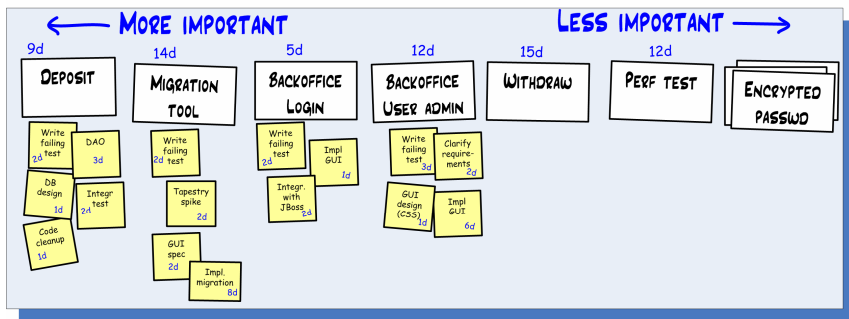 MORE IMPORTANT
LESS IMPORTANT
9d
14d
5d
12d
15d
12d
DEPOSIT
MIGRATION
TOOL
BACKOFFICE
LOGIN
BACKOFFICE
USER ADMIN
WITHDRAW
PERF TEST
ENCRYPTED
PASSWD
Write
failing
test
2d
DAO
3d
DB
design
1d
Integr
test
2d
Code
cleanup
1d
Write
failing
test
2d
Tapestry
spike
2d
GUI
spec
2d
Impl.
migration
8d
Write
failing
test
2d
Impl
GUI
1d
Integr.
with
JBoss
2d
Write
failing
test
3d
Clarify
require-
ments
2d
GUI
design
(CSS)
1d
Impl
GUI
6d